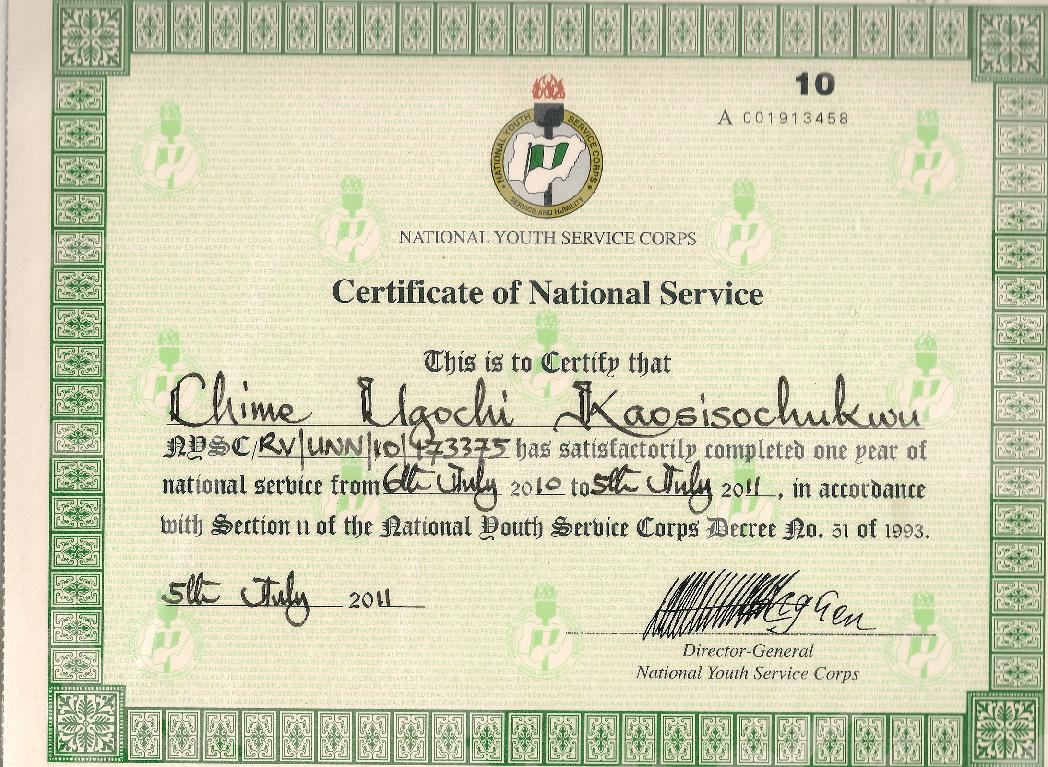 10
A 001913458
NATIONAL YOUTH SERVICE CORPS
SERVICE AND HUMILITY
NATIONAL YOUTH SERVICE CORPS
Certificate of National Service
This is to Certify that
Chime Ugochi Kaosisochukwu
NYSC/RV/UNN/10/473375 has satisfactorily completed one year of
national service from 6th July 2010 to 5th July 2011, in accordance
with Section 11 of the National Youth Service Corps Decree No. 51 of 1993.
5th July 2011
Director-General
National Youth Service Corps